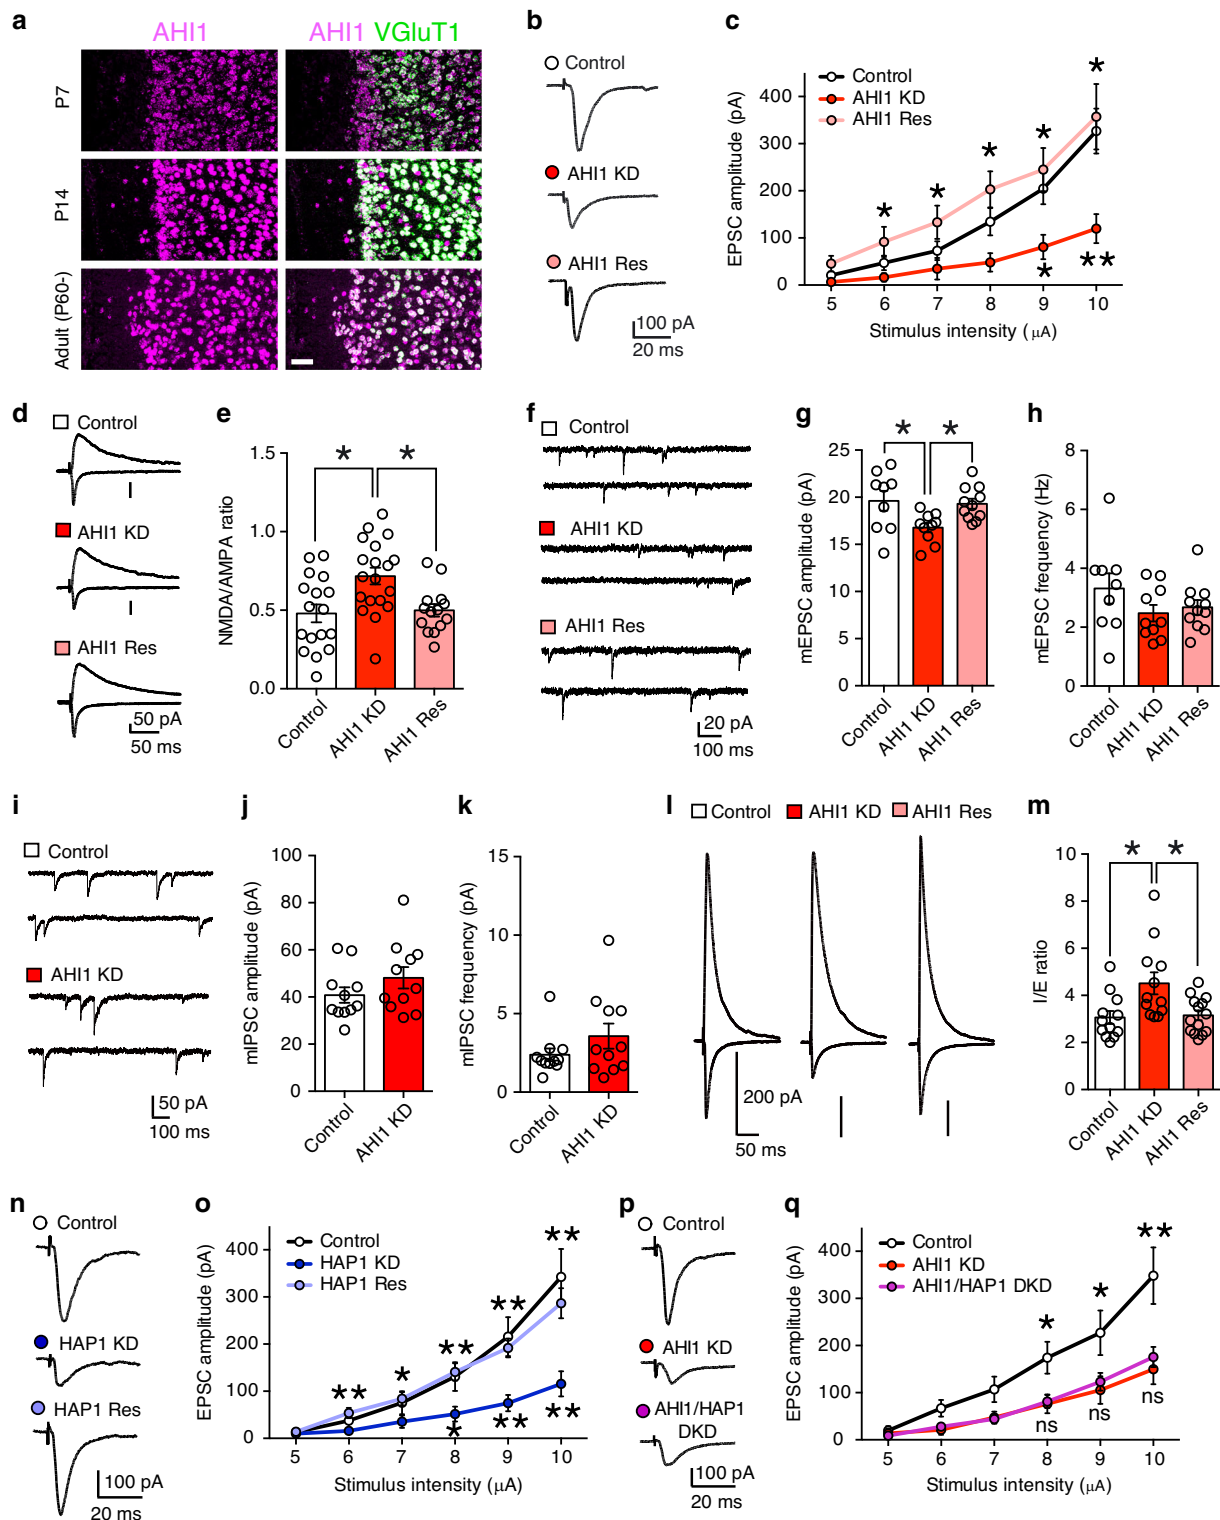 a
AHI1
AHI1 VGluT1
P7
P14
Adult (P60-)
b
Control
AHI1 KD
AHI1 Res
100 pA
20 ms
c
Control
AHI1 KD
AHI1 Res
EPSC amplitude (pA)
400
300
200
100
0
* * * * *
* **
5 6 7 8 9 10
Stimulus intensity (μA)
d
Control
AHI1 KD
AHI1 Res
50 pA
50 ms
e
NMDA/AMPA ratio
1.5
1.0
0.5
0.0
* *
Control
AHI1 KD
AHI1 Res
f
Control
AHI1 KD
AHI1 Res
20 pA
100 ms
g
mEPSC amplitude (pA)
25
20
15
10
5
0
* *
Control
AHI1 KD
AHI1 Res
h
mEPSC frequency (Hz)
8
6
4
2
0
Control
AHI1 KD
AHI1 Res
i
Control
AHI1 KD
50 pA
100 ms
j
mIPSC amplitude (pA)
100
80
60
40
20
0
Control
AHI1 KD
k
mIPSC frequency (pA)
15
10
5
0
Control
AHI1 KD
l
Control AHI1 KD AHI1 Res
200 pA
50 ms
m
I/E ratio
10
8
6
4
2
0
* *
Control
AHI1 KD
AHI1 Res
n
Control
HAP1 KD
HAP1 Res
100 pA
20 ms
o
Control
HAP1 KD
HAP1 Res
EPSC amplitude (pA)
400
300
200
100
0
** * ** ** **
* ** **
5 6 7 8 9 10
Stimulus intensity (μA)
p
Control
AHI1 KD
AHI1/HAP1
DKD
100 pA
20 ms
q
Control
AHI1 KD
AHI1/HAP1 DKD
EPSC amplitude (pA)
400
300
200
100
0
* * **
ns ns ns
5 6 7 8 9 10
Stimulus intensity (μA)